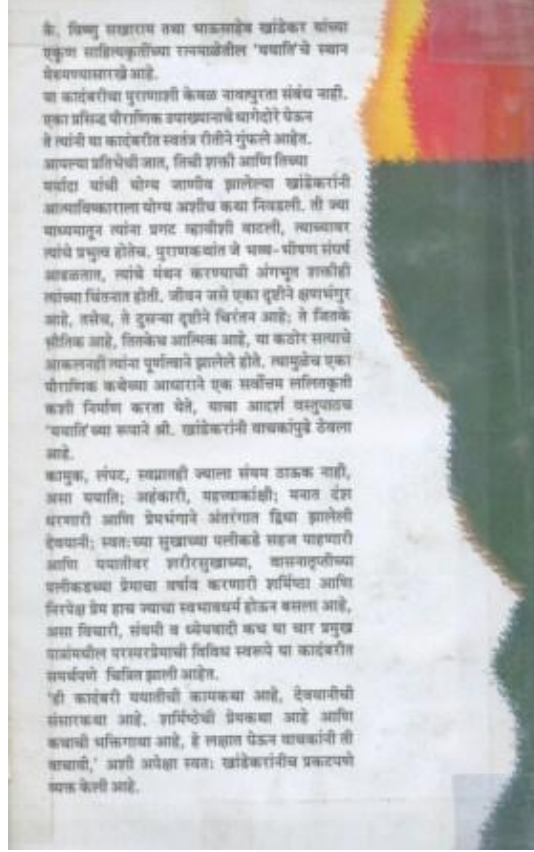 कै. विष्णु सखाराम तथा भाऊसाहेब खांडेकर यांच्या
एकूण साहित्यकृतींच्या रत्नमाळेतील 'ययाति'चे स्थान
मेरुमण्यासारखे आहे.
या कादंबरीचा पुराणाशी केवळ नावापुरता संबंध नाही.
एका प्रसिद्ध पौराणिक उपाख्यानाचे धागेदोरे घेऊन
ते त्यांनी या कादंबरीत स्वतंत्र रीतीने गुंफले आहेत.
आपल्या प्रतिभेची जात, तिची शक्ती आणि तिच्या
मर्यादा यांची योग्य जाणीव झालेल्या खांडेकरांनी
आत्माविष्काराला योग्य अशीच कथा निवडली. ती ज्या
माध्यमातून त्यांना प्रगट व्हावीशी वाटली, त्याच्यावर
त्यांचे प्रभुत्व होतेच. पुराणकथांत जे भव्य-भीषण संघर्ष
आढळतात, त्यांचे मंथन करण्याची अंगभूत शक्तीही
त्यांच्या चिंतनात होती. जीवन जसे एका दृष्टीने क्षणभंगुर
आहे, तसेच, ते दुसऱ्या दृष्टीने चिरंतन आहे; ते जितके
भौतिक आहे, तितकेच आत्मिक आहे, या कठोर सत्याचे
आकलनही त्यांना पूर्णत्वाने झालेले होते. त्यामुळेच एका
पौराणिक कथेच्या आधाराने एक सर्वोत्तम ललितकृती
कशी निर्माण करता येते, याचा आदर्श वस्तुपाठच
'ययाति'च्या रूपाने श्री. खांडेकरांनी वाचकांपुढे ठेवला
आहे.
कामुक, लंपट, स्वप्नातही ज्याला संयम ठाऊक नाही,
असा ययाति; अहंकारी, महत्त्वाकांक्षी; मनात दंश
धरणारी आणि प्रेमभंगाने अंतरंगात द्विधा झालेली
देवयानी; स्वतःच्या सुखाच्या पलीकडे सहज पाहणारी
आणि ययातीवर शरीरसुखाच्या, वासनातृप्तीच्या
पलीकडच्या प्रेमाचा वर्षाव करणारी शर्मिष्ठा आणि
निरपेक्ष प्रेम हाच ज्याचा स्वभावधर्म होऊन बसला आहे,
असा विचारी, संयमी व ध्येयवादी कच या चार प्रमुख
पात्रांमधील परस्परप्रेमाची विविध स्वरूपे या कादंबरीत
समर्थपणे चित्रित झाली आहेत.
'ही कादंबरी ययातीची कामकथा आहे, देवयानीची
संसारकथा आहे. शर्मिष्ठेची प्रेमकथा आहे आणि
कचाची भक्तिगाथा आहे, हे लक्षात घेऊन वाचकांनी ती
वाचावी,' अशी अपेक्षा स्वतः खांडेकरांनीच प्रकटपणे
व्यक्त केली आहे.